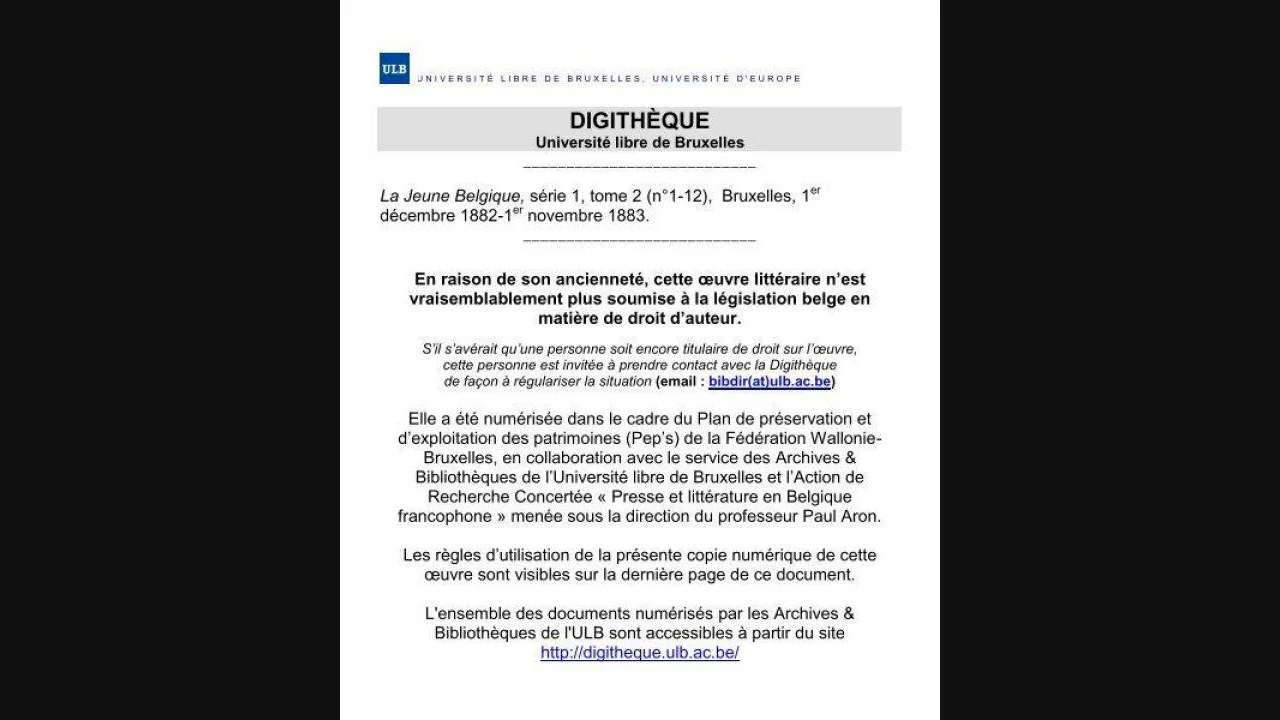 ULB
UNIVERSITÉ LIBRE DE BRUXELLES, UNIVERSITÉ D'EUROPE
DIGITHÈQUE
Université libre de Bruxelles
___________________________
La Jeune Belgique, série 1, tome 2 (n°1-12), Bruxelles, 1er
décembre 1882-1er novembre 1883.
___________________________
En raison de son ancienneté, cette œuvre littéraire n’est
vraisemblablement plus soumise à la législation belge en
matière de droit d’auteur.
S’il s’avérait qu’une personne soit encore titulaire de droit sur l’œuvre,
cette personne est invitée à prendre contact avec la Digithèque
de façon à régulariser la situation (email : bibdir(at)ulb.ac.be)
Elle a été numérisée dans le cadre du Plan de préservation et
d’exploitation des patrimoines (Pep’s) de la Fédération Wallonie-
Bruxelles, en collaboration avec le service des Archives &
Bibliothèques de l’Université libre de Bruxelles et l’Action de
Recherche Concertée « Presse et littérature en Belgique
francophone » menée sous la direction du professeur Paul Aron.
Les règles d’utilisation de la présente copie numérique de cette
œuvre sont visibles sur la dernière page de ce document.
L'ensemble des documents numérisés par les Archives &
Bibliothèques de l'ULB sont accessibles à partir du site
http://digitheque.ulb.ac.be/